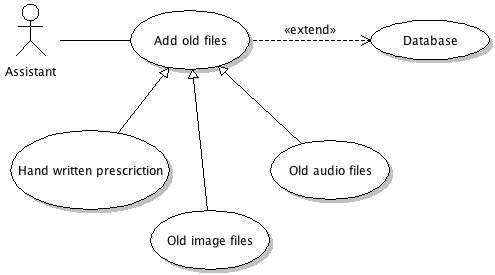 Add old files
«extend»
Database
Assistant
Hand written prescriction
Old audio files
Old image files